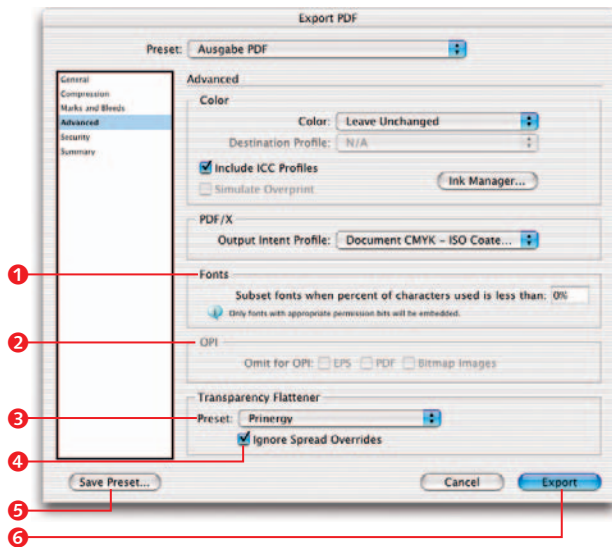 Export PDF
Preset: Ausgabe PDF
General
Compression
Marks and Bleeds
Advanced
Security
Summary
Advanced
Color
Color: Leave Unchanged
Destination Profile: N/A
Include ICC Profiles
Simulate Overprint
Ink Manager...
PDF/X
Output Intent Profile: Document CMYK – ISO Coate...
1
Fonts
Subset fonts when percent of characters used is less than: 0%
Only fonts with appropriate permission bits will be embedded.
2
OPI
Omit for OPI: EPS PDF Bitmap Images
Transparency Flattener
3
Preset: Prinergy
4
Ignore Spread Overrides
Save Preset...
Cancel
Export
5
6